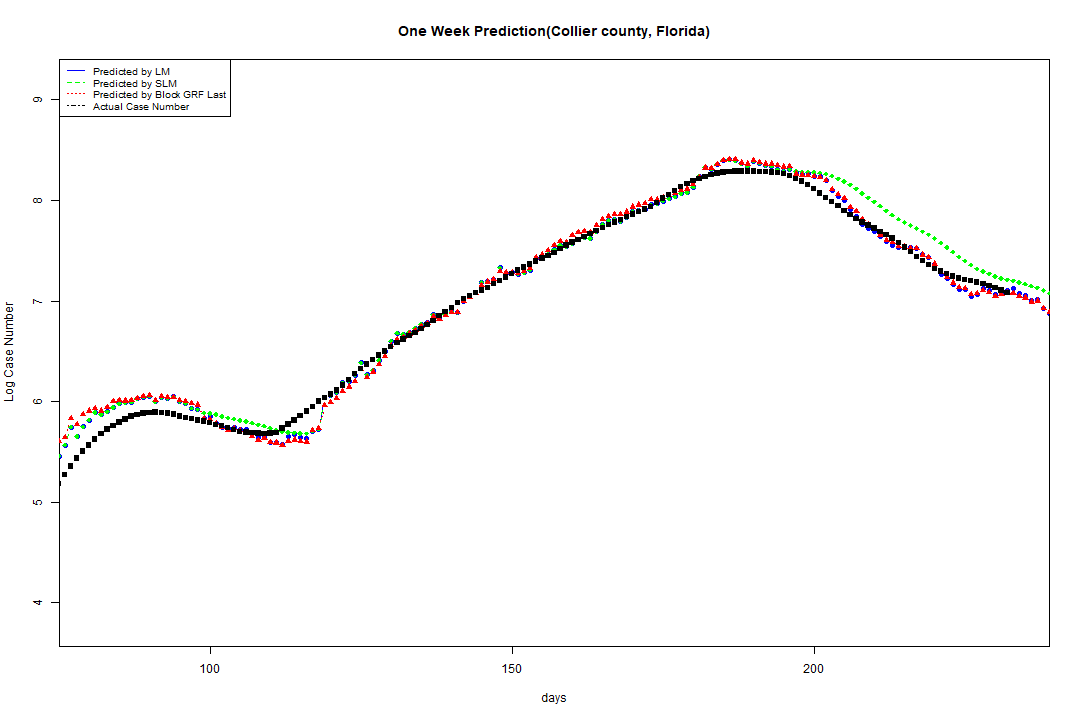 One Week Prediction(Collier county, Florida)
Predicted by LM
Predicted by SLM
Predicted by Block GRF Last
Actual Case Number
9
8
7
6
5
4
Log Case Number
100
150
200
days